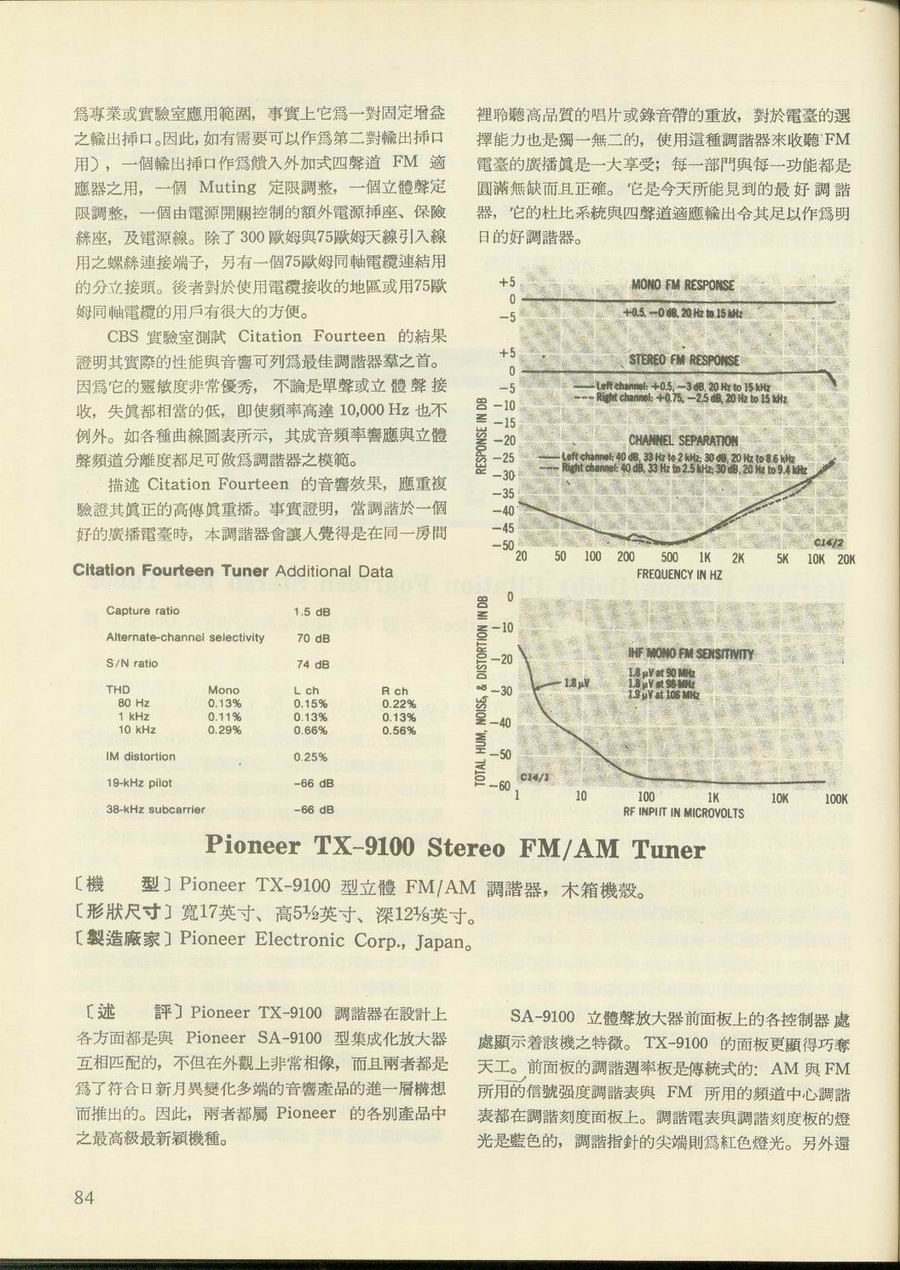 爲專業或實驗室應用範圍，事實上它爲一對固定增益
之輸出揷口。因此，如有需要可以作爲第二對輸出揷口
用），一個輸出揷口作爲饋入外加式四聲道 FM 適
應器之用，一個 Muting 定限調整，一個立體聲定
限調整，一個由電源開關控制的額外電源揷座、保險
絲座，及電源線。除了 300 歐姆與75歐姆天線引入線
用之螺絲連接端子，另有一個75歐姆同軸電纜連結用
的分立接頭。後者對於使用電纜接收的地區或用75歐
姆同軸電纜的用戶有很大的方便。
CBS 實驗室測試 Citation Fourteen 的結果
證明其實際的性能與音響可列爲最佳調諧器羣之首。
因爲它的靈敏度非常優秀，不論是單聲或立體聲接
收，失眞都相當的低，卽使頻率高達 10,000 Hz 也不
例外。如各種曲線圖表所示，其成音頻率響應與立體
聲頻道分離度都足可做爲調諧器之模範。
描述 Citation Fourteen 的音響效果，應重複
驗證其眞正的高傳眞重播。事實證明，當調諧於一個
好的廣播電臺時，本調諧器會讓人覺得是在同一房間
裡聆聽高品質的唱片或錄音帶的重放，對於電臺的選
擇能力也是獨一無二的，使用這種調諧器來收聽 FM
電臺的廣播眞是一大享受；每一部門與每一功能都是
圓滿無缺而且正確。它是今天所能見到的最好調諧
器，它的杜比系統與四聲道適應輸出令其足以作爲明
日的好調諧器。
+5
0
−5
MONO FM RESPONSE
+0.5, −0 dB, 20 Hz to 15 kHz
+5
0
−5
−10
−15
−20
−25
−30
−35
−40
−45
−50
RESPONSE IN DB
STEREO FM RESPONSE
Left channel: +0.5, −3 dB, 20 Hz to 15 kHz
Right channel: +0.75, −2.5 dB, 20 Hz to 15 kHz
CHANNEL SEPARATION
Left channel: 40 dB, 33 Hz to 2 kHz; 30 dB, 20 Hz to 8.6 kHz
Right channel: 40 dB, 33 Hz to 2.5 kHz; 30 dB, 20 Hz to 9.4 kHz
C14/2
20 50 100 200 500 1K 2K 5K 10K 20K
FREQUENCY IN HZ
Citation Fourteen Tuner Additional Data
Capture ratio 1.5 dB
Alternate-channel selectivity 70 dB
S/N ratio 74 dB
THD Mono L ch R ch
80 Hz 0.13% 0.15% 0.22%
1 kHz 0.11% 0.13% 0.13%
10 kHz 0.29% 0.66% 0.56%
IM distortion 0.25%
19-kHz pilot −66 dB
38-kHz subcarrier −66 dB
TOTAL HUM, NOISE, & DISTORTION IN DB
0
−10
−20
−30
−40
−50
−60
IHF MONO FM SENSITIVITY
1.8 µV at 90 MHz
1.8 µV at 98 MHz
1.9 µV at 106 MHz
1.8 µV
C14/1
1 10 100 1K 10K 100K
RF INPUT IN MICROVOLTS
Pioneer TX–9100 Stereo FM/AM Tuner
〔機　型〕Pioneer TX–9100 型立體 FM/AM 調諧器，木箱機殼。
〔形狀尺寸〕寬17英寸、高5½英寸、深12⅛英寸。
〔製造廠家〕Pioneer Electronic Corp., Japan。
〔述　評〕Pioneer TX–9100 調諧器在設計上
各方面都是與 Pioneer SA–9100 型集成化放大器
互相匹配的，不但在外觀上非常相像，而且兩者都是
爲了符合日新月異變化多端的音響產品的進一層構想
而推出的。因此，兩者都屬 Pioneer 的各別產品中
之最高級最新穎機種。
SA–9100 立體聲放大器前面板上的各控制器處
處顯示着該機之特徵。TX–9100 的面板更顯得巧奪
天工。前面板的調諧週率板是傳統式的：AM 與 FM
所用的信號强度調諧表與 FM 所用的頻道中心調諧
表都在調諧刻度面板上。調諧電表與調諧刻度板的燈
光是藍色的，調諧指針的尖端則爲紅色燈光。另外還
84